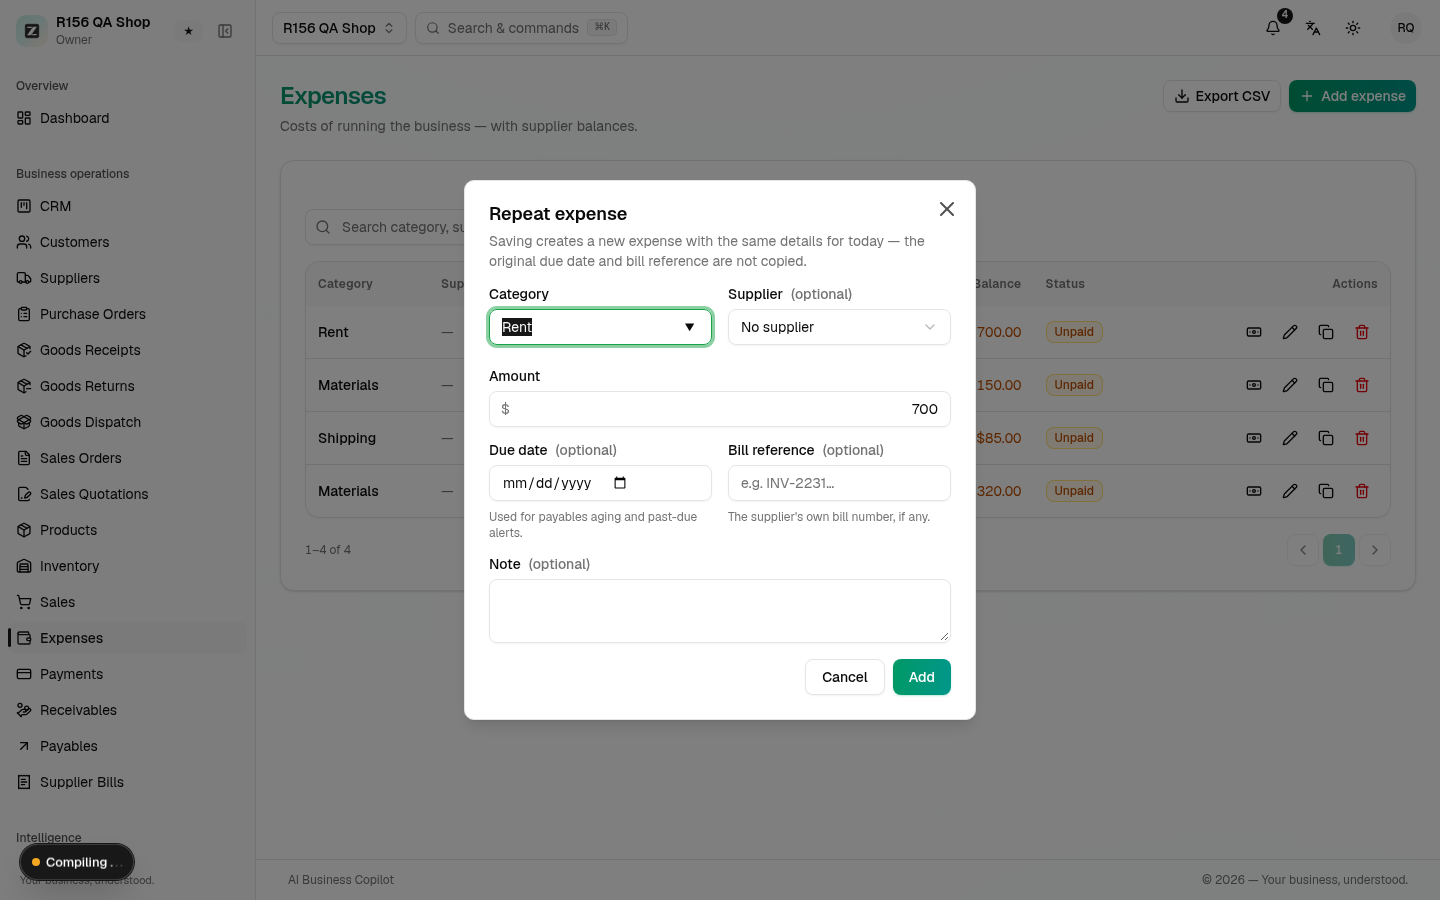 R156 QA Shop
Owner
R156 QA Shop
Search & commands
⌘K
4
RQ
Overview
Dashboard
Business operations
CRM
Customers
Suppliers
Purchase Orders
Goods Receipts
Goods Returns
Goods Dispatch
Sales Orders
Sales Quotations
Products
Inventory
Sales
Expenses
Payments
Receivables
Payables
Supplier Bills
Intelligence
Compiling ...
Your business, understood.
Expenses
Costs of running the business — with supplier balances.
Export CSV
Add expense
Search category, su
Category Sup Balance Status Actions
Rent — 700.00 Unpaid
Materials — 150.00 Unpaid
Shipping — $85.00 Unpaid
Materials — 320.00 Unpaid
1–4 of 4
1
Repeat expense
Saving creates a new expense with the same details for today — the
original due date and bill reference are not copied.
Category Supplier (optional)
Rent No supplier
Amount
$ 700
Due date (optional) Bill reference (optional)
mm/dd/yyyy e.g. INV-2231...
Used for payables aging and past-due
alerts.
The supplier's own bill number, if any.
Note (optional)
Cancel Add
AI Business Copilot
© 2026 — Your business, understood.